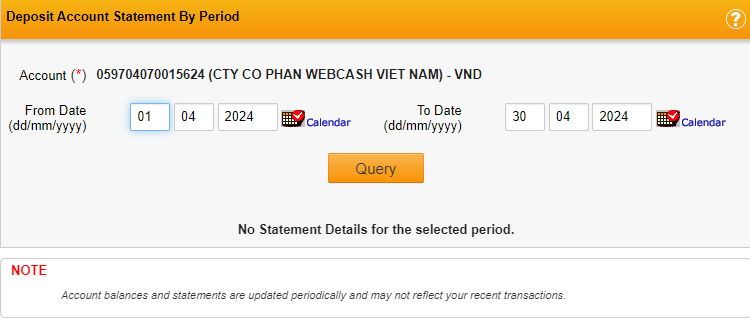 Deposit Account Statement By Period
?
Account (*) 059704070015624 (CTY CO PHAN WEBCASH VIET NAM) - VND
From Date (dd/mm/yyyy) 01 04 2024 Calendar To Date (dd/mm/yyyy) 30 04 2024 Calendar
Query
No Statement Details for the selected period.
NOTE
Account balances and statements are updated periodically and may not reflect your recent transactions.